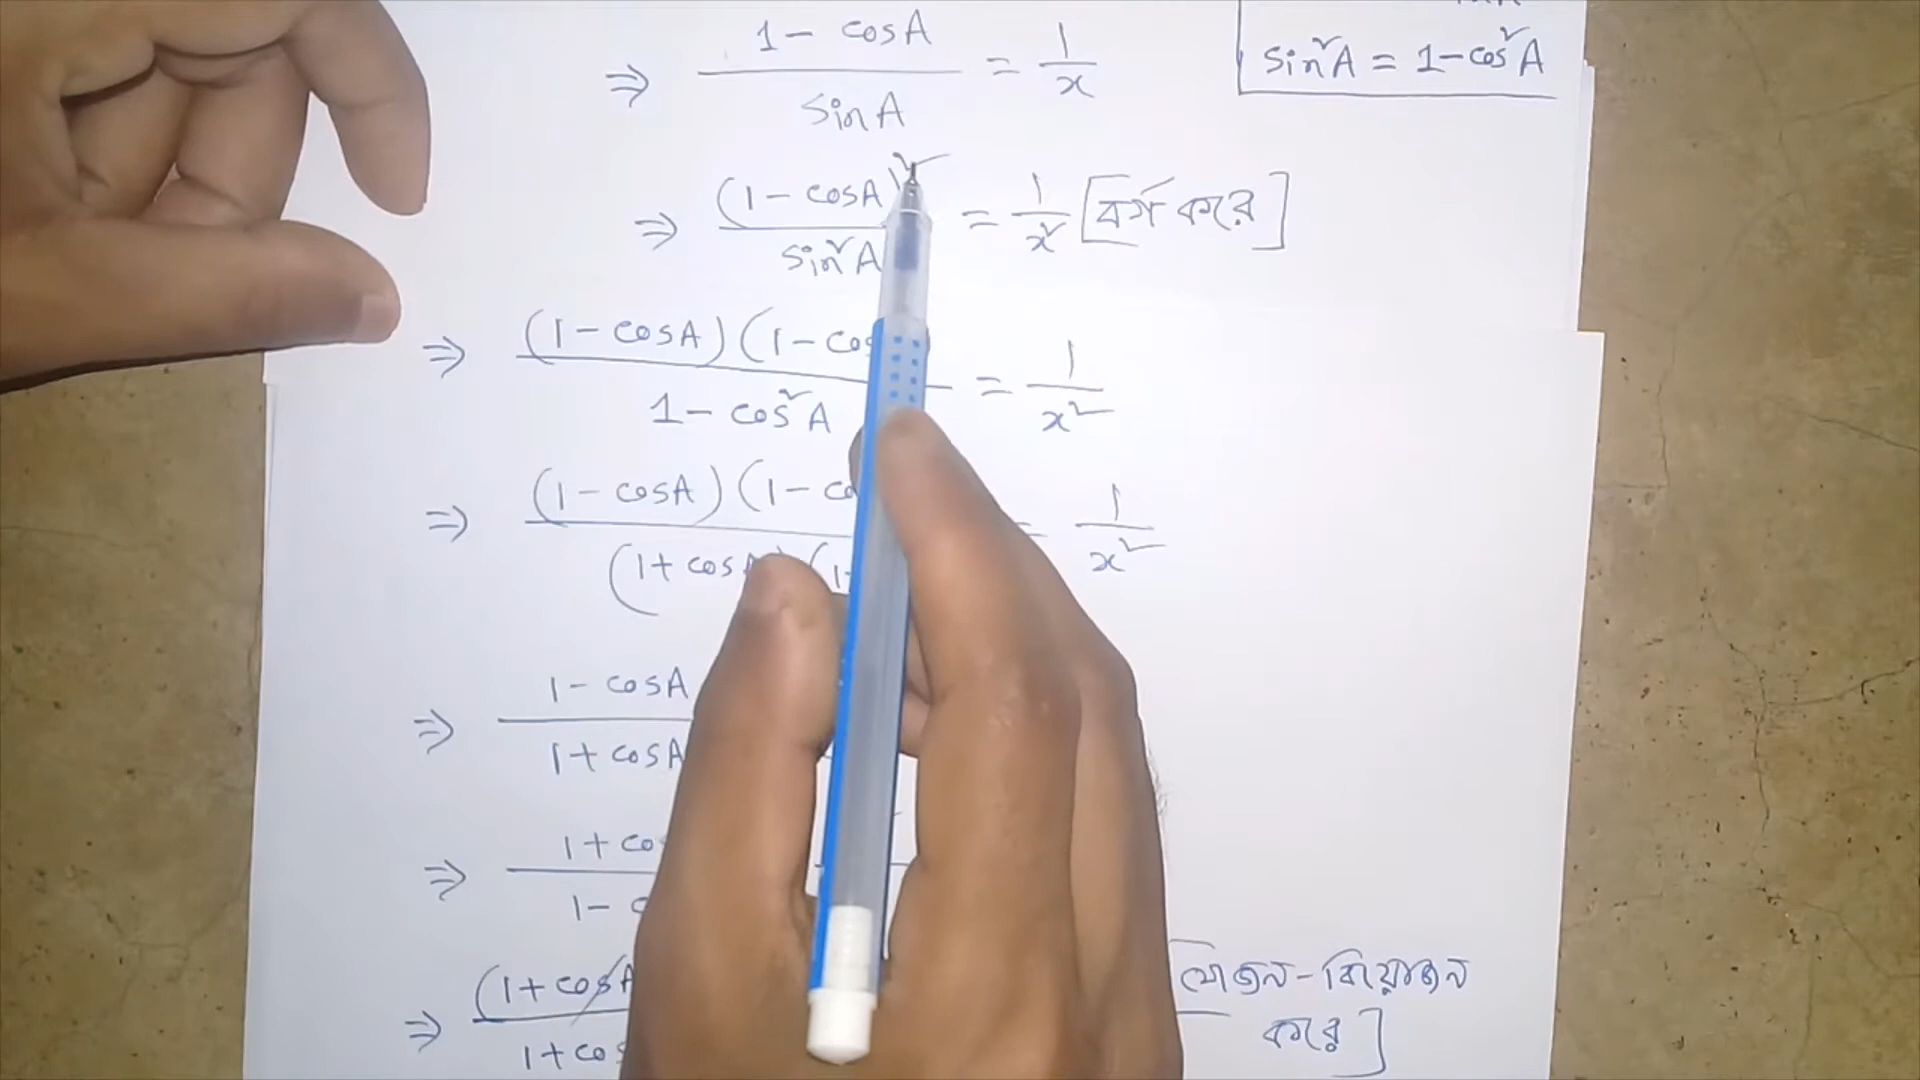 1 - cosA / sinA = 1/x
sin²A = 1-cos²A
⇒
(1 - cosA)² / sin²A = 1/x² [বর্গ করে]
⇒
(1 - cosA)(1 - cos / 1 - cos²A = 1/x²
⇒
(1 - cosA)(1 - co / (1 + cosA)(1- = 1/x²
⇒
1 - cosA / 1 + cosA
⇒
1 + co / 1 -
⇒
(1 + cosA / 1 + cos
⇒
যোজন-বিয়োজন
করে]